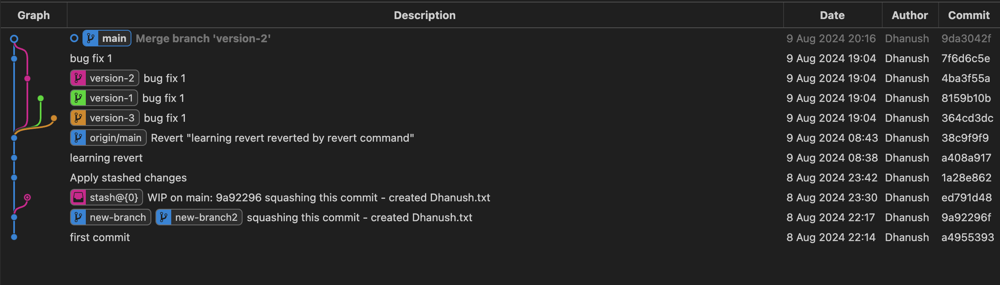 Graph Description Date Author Commit
main Merge branch 'version-2' 9 Aug 2024 20:16 Dhanush 9da3042f
bug fix 1 9 Aug 2024 19:04 Dhanush 7f6d6c5e
version-2 bug fix 1 9 Aug 2024 19:04 Dhanush 4ba3f55a
version-1 bug fix 1 9 Aug 2024 19:04 Dhanush 8159b10b
version-3 bug fix 1 9 Aug 2024 19:04 Dhanush 364cd3dc
origin/main Revert "learning revert reverted by revert command" 9 Aug 2024 08:43 Dhanush 38c9f9f9
learning revert 9 Aug 2024 08:38 Dhanush a408a917
Apply stashed changes 8 Aug 2024 23:42 Dhanush 1a28e862
stash@{0} WIP on main: 9a92296 squashing this commit - created Dhanush.txt 8 Aug 2024 23:30 Dhanush ed791d48
new-branch new-branch2 squashing this commit - created Dhanush.txt 8 Aug 2024 22:17 Dhanush 9a92296f
first commit 8 Aug 2024 22:14 Dhanush a4955393